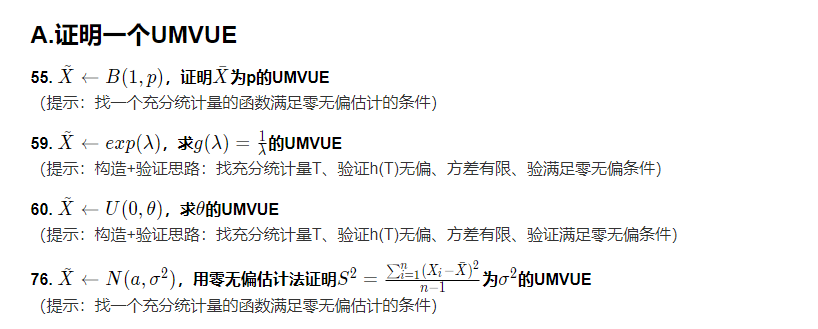 A.证明一个UMVUE
55. $\tilde{X} \leftarrow B(1,p)$，证明$\bar{X}$为p的UMVUE
（提示：找一个充分统计量的函数满足零无偏估计的条件）
59. $\tilde{X} \leftarrow exp(\lambda)$，求$g(\lambda) = \frac{1}{\lambda}$的UMVUE
（提示：构造+验证思路：找充分统计量T、验证h(T)无偏、方差有限、验满足零无偏条件）
60. $\tilde{X} \leftarrow U(0,\theta)$，求$\theta$的UMVUE
（提示：构造+验证思路：找充分统计量T、验证h(T)无偏、方差有限、验证满足零无偏条件）
76. $\tilde{X} \leftarrow N(a,\sigma^2)$，用零无偏估计法证明$S^2 = \frac{\sum_{i=1}^{n}(X_i-\bar{X})^2}{n-1}$为$\sigma^2$的UMVUE
（提示：找一个充分统计量的函数满足零无偏估计的条件）